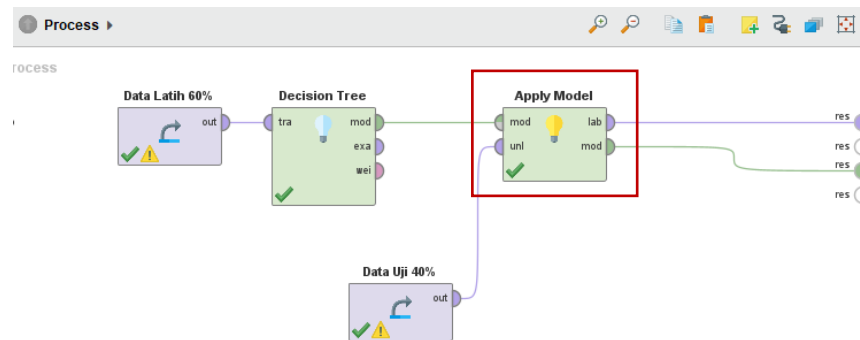 Process
rocess
Data Latih 60%
out
Decision Tree
tra
mod
exa
wei
Apply Model
mod
lab
unl
mod
res
res
res
res
Data Uji 40%
out